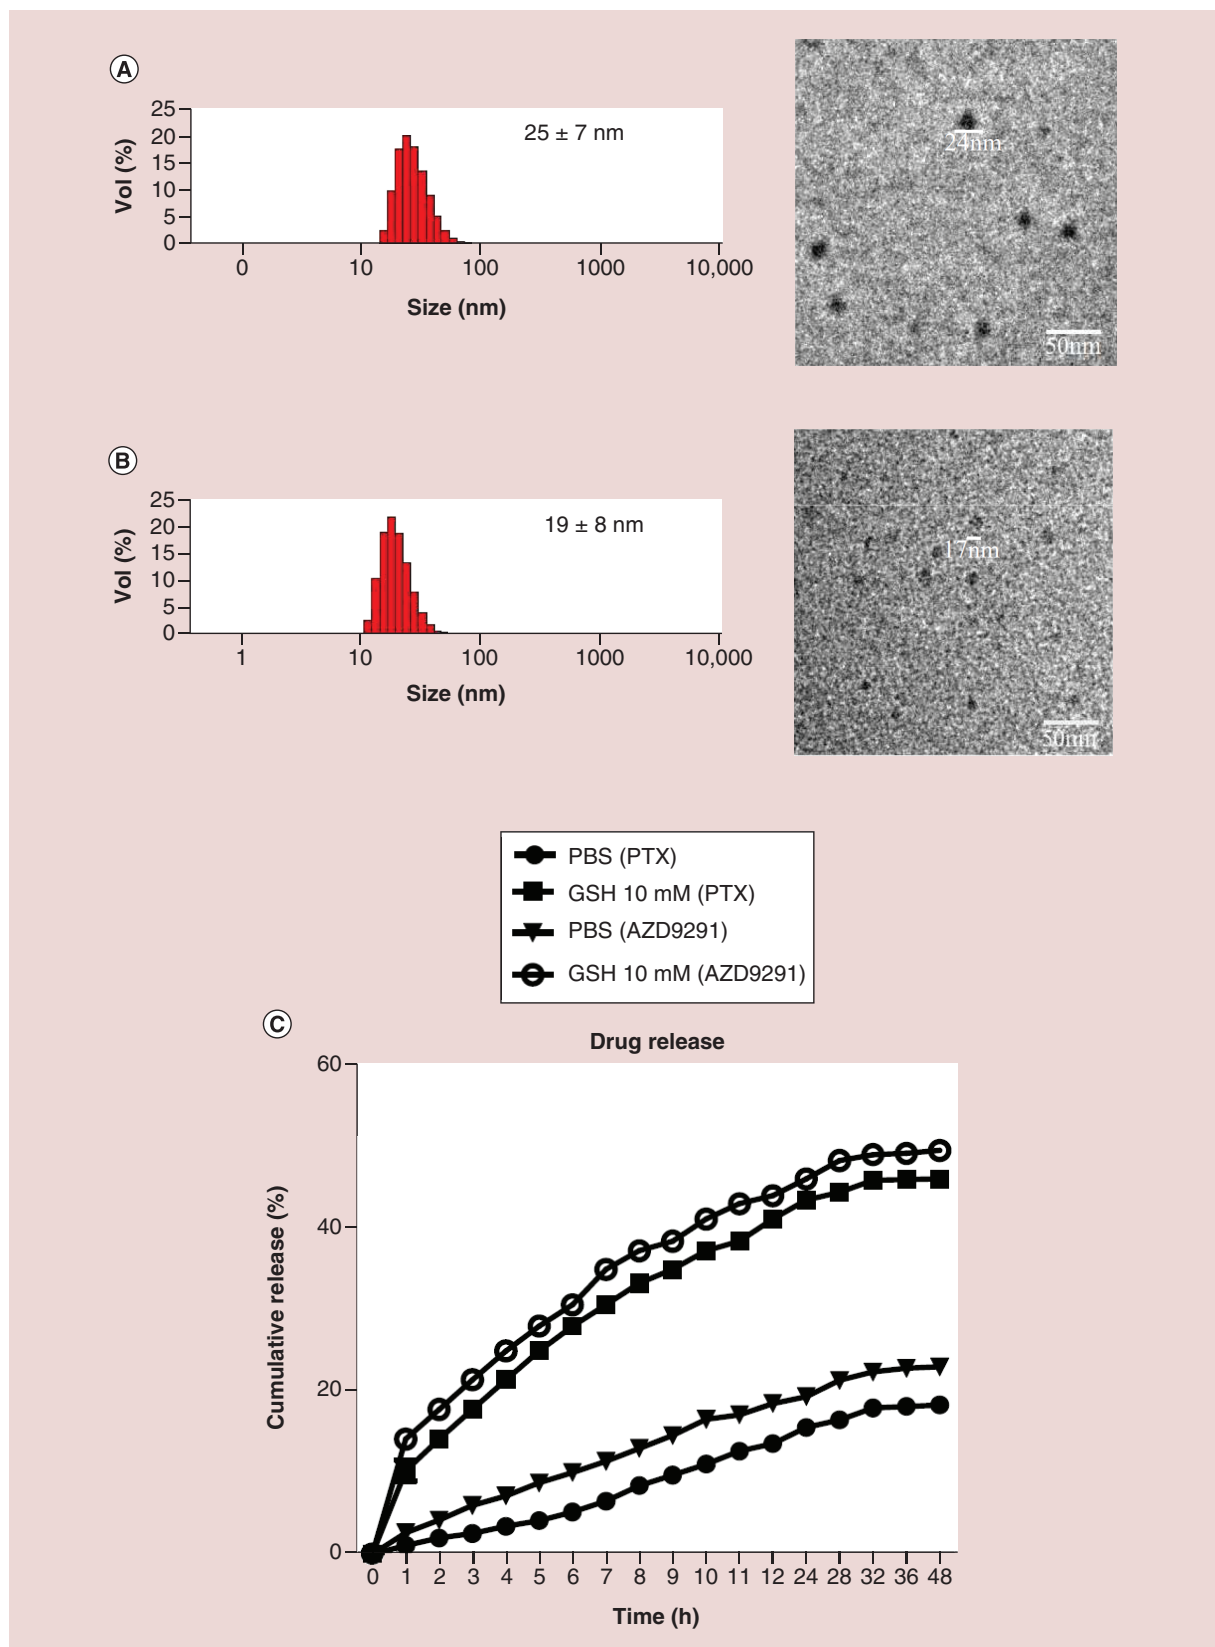 A
25
20
15
10
5
0
Vol (%)
25 ± 7 nm
0 10 100 1000 10,000
Size (nm)
24nm
50nm
B
25
20
15
10
5
0
Vol (%)
19 ± 8 nm
1 10 100 1000 10,000
Size (nm)
17nm
50nm
PBS (PTX)
GSH 10 mM (PTX)
PBS (AZD9291)
GSH 10 mM (AZD9291)
C
Drug release
60
40
20
0
Cumulative release (%)
0 1 2 3 4 5 6 7 8 9 10 11 12 24 28 32 36 48
Time (h)